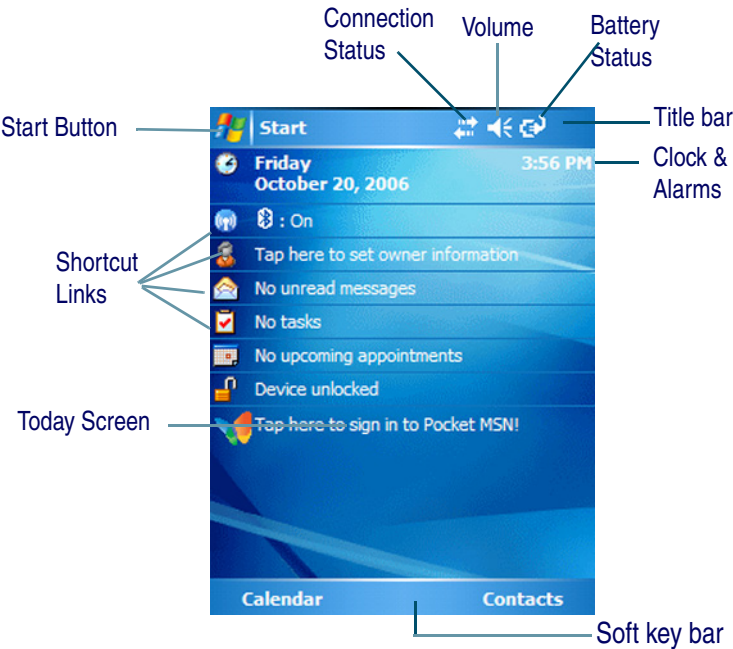 Connection
Status
Volume
Battery
Status
Start Button
Start
Title bar
Friday
October 20, 2006
3:56 PM
Clock &
Alarms
: On
Tap here to set owner information
Shortcut
Links
No unread messages
No tasks
No upcoming appointments
Device unlocked
Today Screen
Tap here to sign in to Pocket MSN!
Calendar
Contacts
Soft key bar